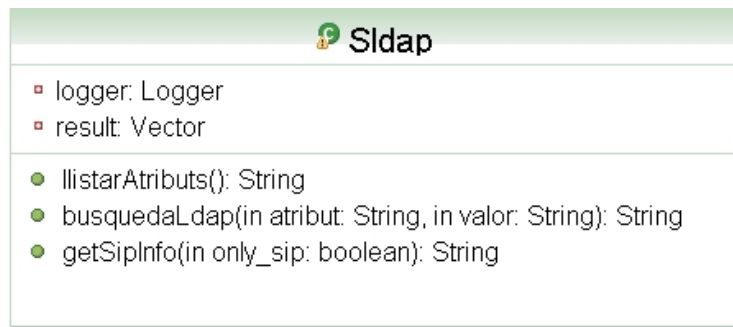 Sldap
logger: Logger
result: Vector
llistarAtributs(): String
busquedaLdap(in atribut: String, in valor: String): String
getSipInfo(in only_sip: boolean): String